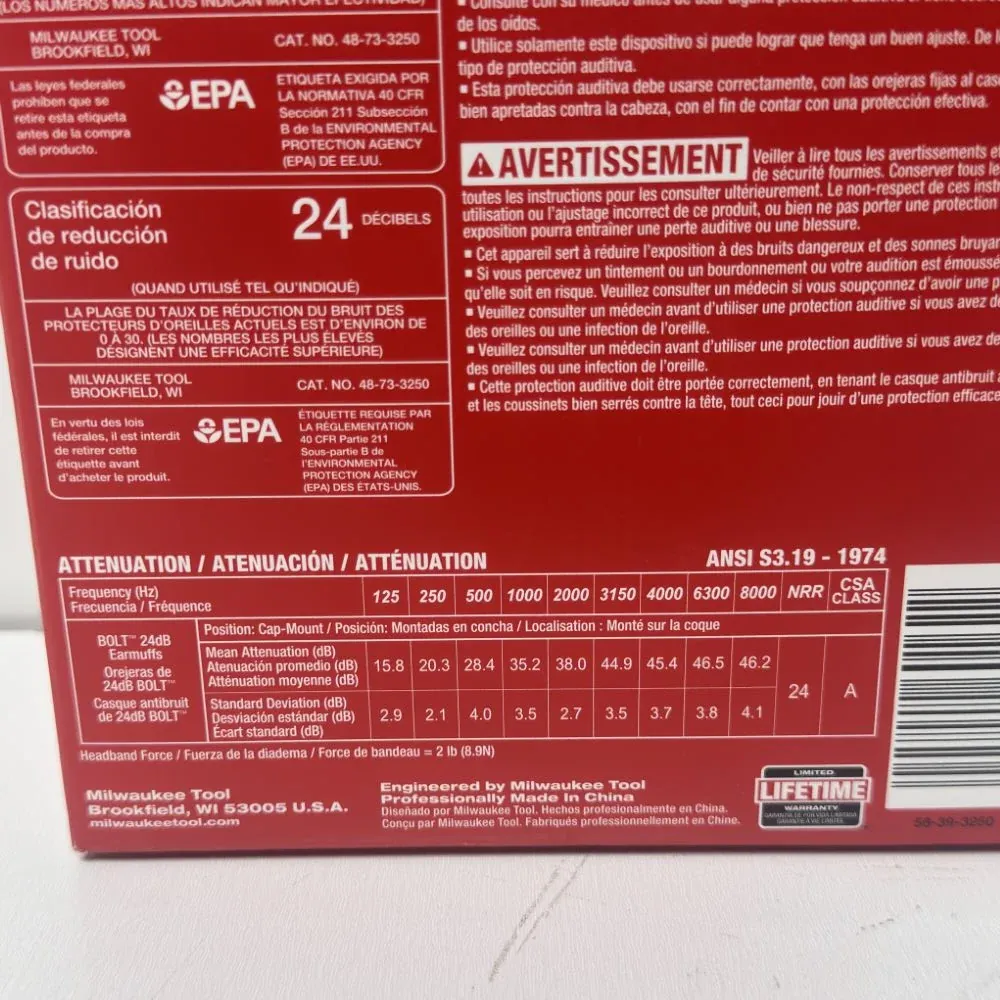 (LOS NÚMEROS MÁS ALTOS INDICAN MAYOR EFECTIVIDAD)
MILWAUKEE TOOL
BROOKFIELD, WI
CAT. NO. 48-73-3250
Las leyes federales
prohíben que se
retire esta etiqueta
antes de la compra
del producto.
EPA
ETIQUETA EXIGIDA POR
LA NORMATIVA 40 CFR
Sección 211 Subsección
B de la ENVIRONMENTAL
PROTECTION AGENCY
(EPA) DE EE.UU.
Clasificación
de reducción
de ruido
24 DÉCIBELS
(QUAND UTILISÉ TEL QU'INDIQUÉ)
LA PLAGE DU TAUX DE RÉDUCTION DU BRUIT DES
PROTECTEURS D'OREILLES ACTUELS EST D'ENVIRON DE
0 À 30. (LES NOMBRES LES PLUS ÉLEVÉS
DÉSIGNENT UNE EFFICACITÉ SUPÉRIEURE)
MILWAUKEE TOOL
BROOKFIELD, WI
CAT. NO. 48-73-3250
En vertu des lois
fédérales, il est interdit
de retirer cette
étiquette avant
d'acheter le produit.
EPA
ÉTIQUETTE REQUISE PAR
LA RÉGLEMENTATION
40 CFR Partie 211
Sous-partie B de
l'ENVIRONMENTAL
PROTECTION AGENCY
(EPA) DES ÉTATS-UNIS.
▪ Consulte con su médico antes de usar alguna protección
de los oídos.
▪ Utilice solamente este dispositivo si puede lograr que tenga un buen ajuste. De
tipo de protección auditiva.
▪ Esta protección auditiva debe usarse correctamente, con las orejeras fijas al
bien apretadas contra la cabeza, con el fin de contar con una protección efectiva.
AVERTISSEMENT Veiller à lire tous les avertissements
de sécurité fournies. Conserver tous
toutes les instructions pour les consulter ultérieurement. Le non-respect de ces
utilisation ou l'ajustage incorrect de ce produit, ou bien ne pas porter une protection
exposition pourra entraîner une perte auditive ou une blessure.
▪ Cet appareil sert à réduire l'exposition à des bruits dangereux et des sonnes
▪ Si vous percevez un tintement ou un bourdonnement ou votre audition est
qu'elle soit en risque. Veuillez consulter un médecin si vous soupçonnez d'avoir une
▪ Veuillez consulter un médecin avant d'utiliser une protection auditive si vous avez
des oreilles ou une infection de l'oreille.
▪ Veuillez consulter un médecin avant d'utiliser une protection auditive si vous avez de
des oreilles ou une infection de l'oreille.
▪ Cette protection auditive doit être portée correctement, en tenant le casque antibruit
et les coussinets bien serrés contre la tête, tout ceci pour jouir d'une protection efficace
ATTENUATION / ATENUACIÓN / ATTÉNUATION
ANSI S3.19 - 1974
Frequency (Hz)
Frecuencia / Fréquence
125 250 500 1000 2000 3150 4000 6300 8000 NRR CSA CLASS
BOLT™ 24dB
Earmuffs
Orejeras de
24dB BOLT™
Casque antibruit
de 24dB BOLT™
Position: Cap-Mount / Posición: Montadas en concha / Localisation : Monté sur la coque
Mean Attenuation (dB)
Atenuación promedio (dB)
Atténuation moyenne (dB)
15.8 20.3 28.4 35.2 38.0 44.9 45.4 46.5 46.2
Standard Deviation (dB)
Desviación estándar (dB)
Écart standard (dB)
2.9 2.1 4.0 3.5 2.7 3.5 3.7 3.8 4.1
24 A
Headband Force / Fuerza de la diadema / Force de bandeau = 2 lb (8.9N)
Milwaukee Tool
Brookfield, WI 53005 U.S.A.
milwaukeetool.com
Engineered by Milwaukee Tool
Professionally Made In China
Diseñado por Milwaukee Tool. Hechos profesionalmente en China.
Conçu par Milwaukee Tool. Fabriqués professionnellement en Chine.
LIMITED
LIFETIME
WARRANTY
GARANTÍA DE POR VIDA LIMITADA
GARANTIE À VIE LIMITÉE
58-39-3250